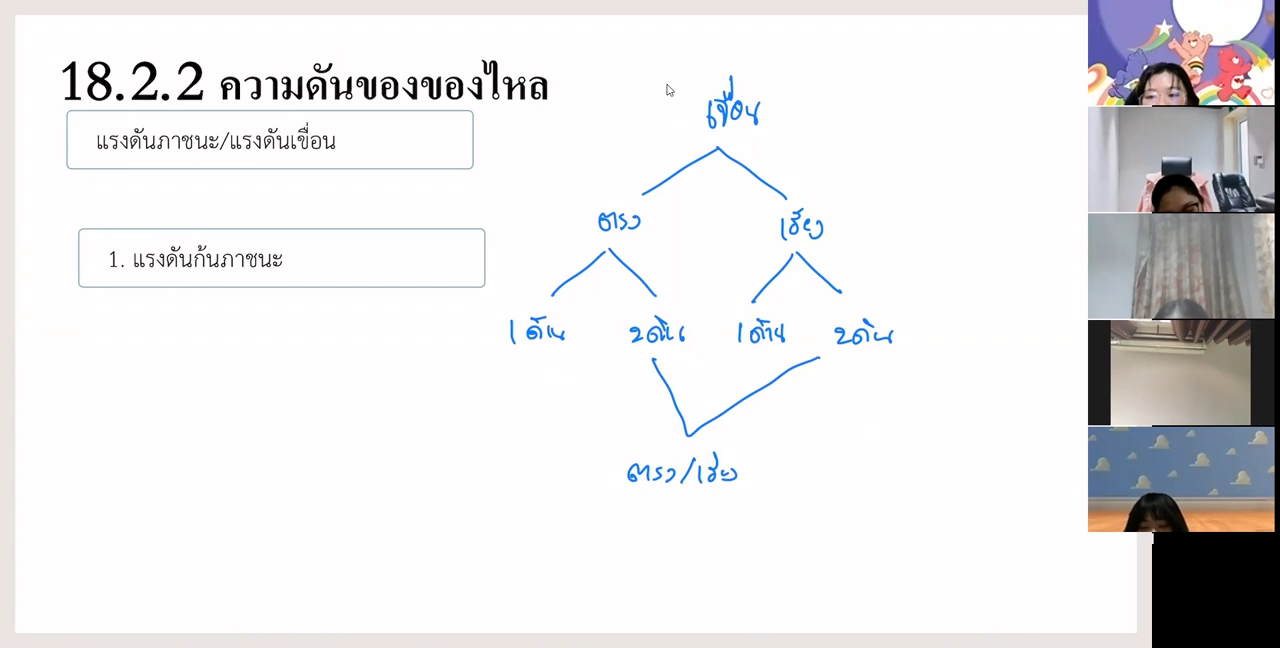 18.2.2 ความดันของของไหล
แรงดันภาชนะ/แรงดันเขื่อน
1. แรงดันก้นภาชนะ
เขื่อน
ตรง เอียง
1 ด้าน 2 ด้าน 1 ด้าน 2 ด้าน
ตรง/เอียง